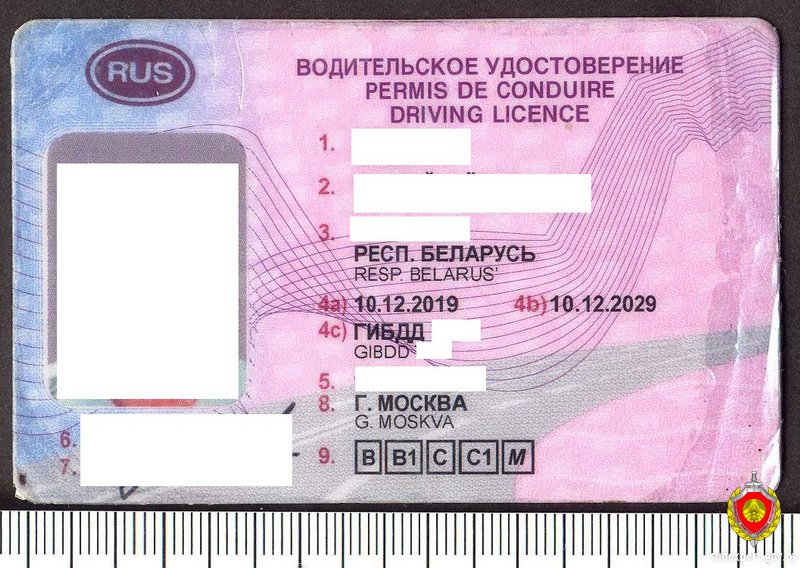 RUS
ВОДИТЕЛЬСКОЕ УДОСТОВЕРЕНИЕ
PERMIS DE CONDUIRE
DRIVING LICENCE
1.
2.
3.
РЕСП. БЕЛАРУСЬ
RESP. BELARUS'
4a) 10.12.2019 4b) 10.12.2029
4c) ГИБДД
GIBDD
5.
8. Г. МОСКВА
G. MOSKVA
6.
7.
9. B B1 C C1 M